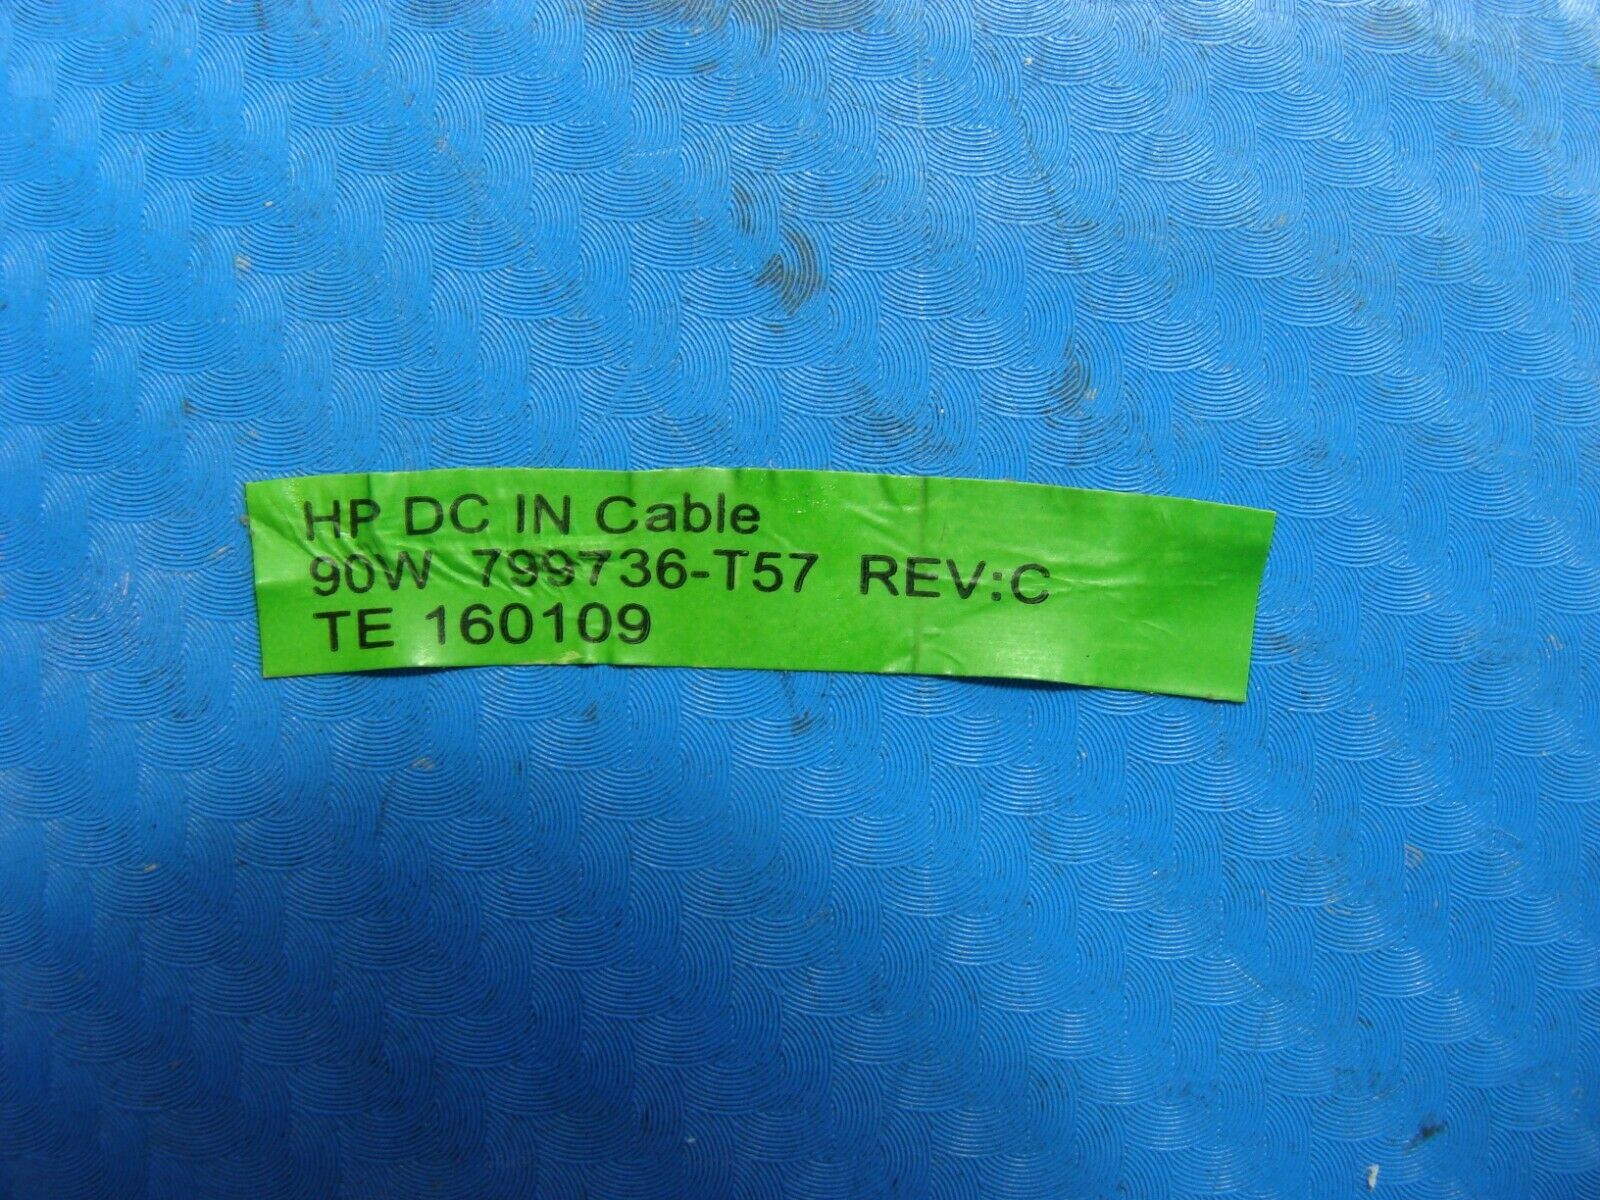 HP DC IN Cable
90W 799736-T57 REV:C
TE 160109